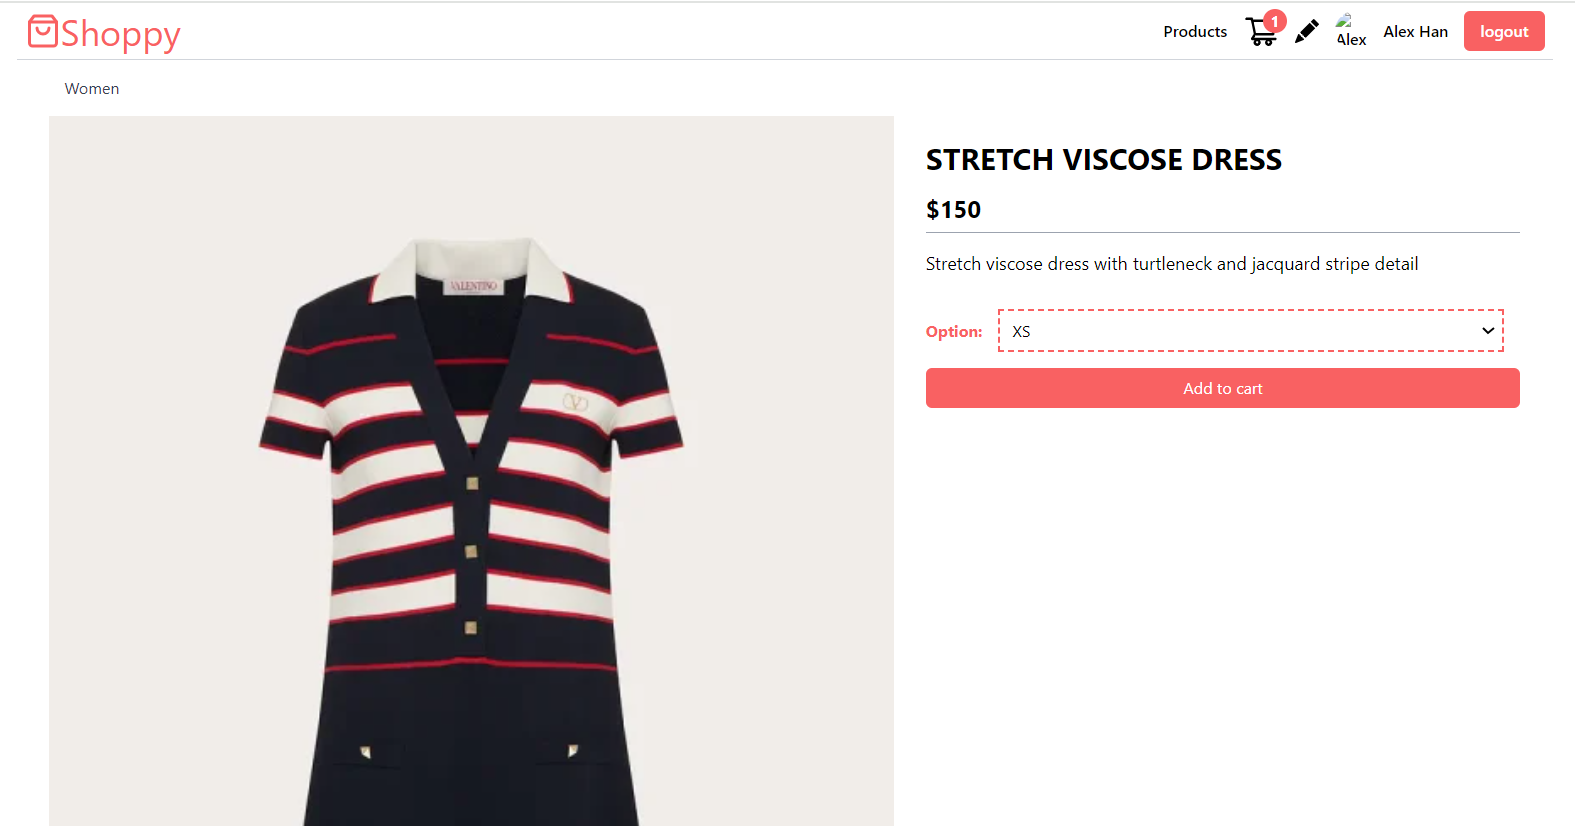 Shoppy
Products
1
Alex
Alex Han
logout
Women
VALENTINO
STRETCH VISCOSE DRESS
$150
Stretch viscose dress with turtleneck and jacquard stripe detail
Option:
XS
Add to cart